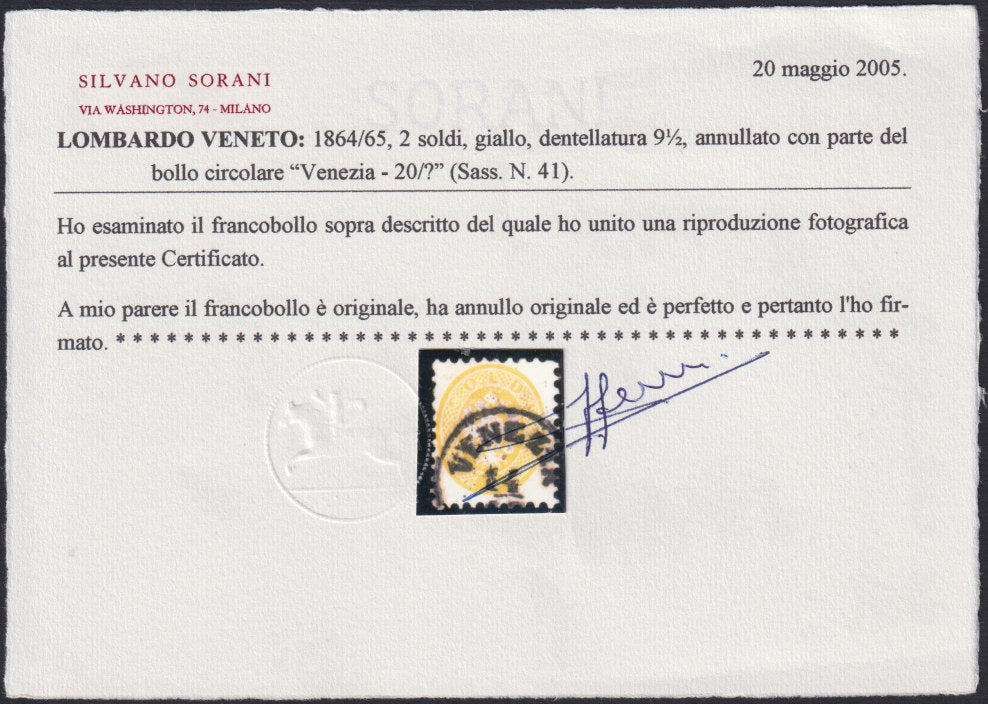 20 maggio 2005.
SILVANO SORANI
SORANI
VIA WASHINGTON, 74 - MILANO
LOMBARDO VENETO: 1864/65, 2 soldi, giallo, dentellatura 9½, annullato con parte del
bollo circolare “Venezia - 20/?” (Sass. N. 41).
Ho esaminato il francobollo sopra descritto del quale ho unito una riproduzione fotografica
al presente Certificato.
A mio parere il francobollo è originale, ha annullo originale ed è perfetto e pertanto l'ho fir-
mato. * * * * * * * * * * * * * * * * * * * * * * * * * * * * * * * * * * * * * * * * * * * * * *
SOLD
VENEZ